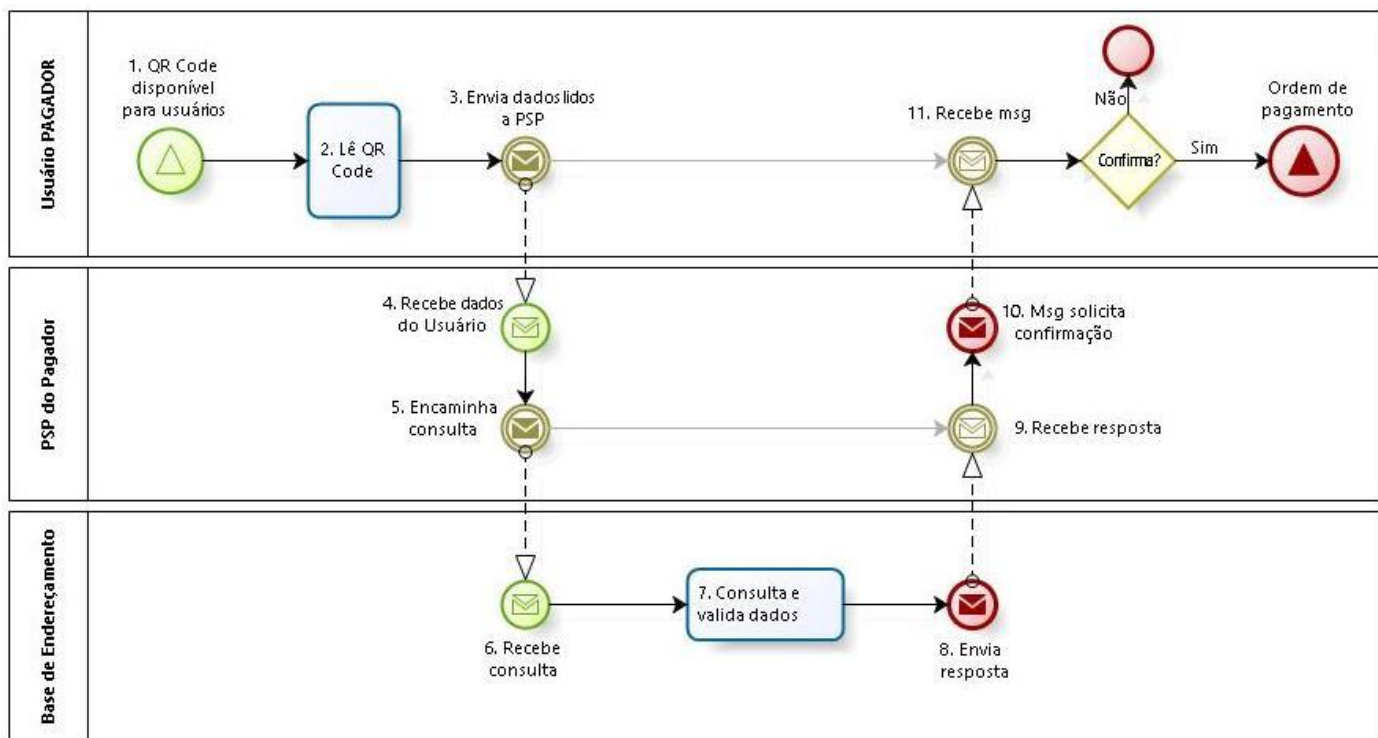 Usuário PAGADOR
1. QR Code
disponível
para usuários
2. Lê QR
Code
3. Envia dados lidos
a PSP
11. Recebe msg
Não
Confirma?
Sim
Ordem de
pagamento
PSP do Pagador
4. Recebe dados
do Usuário
5. Encaminha
consulta
10. Msg solicita
confirmação
9. Recebe resposta
Base de Endereçamento
6. Recebe
consulta
7. Consulta e
valida dados
8. Envia
resposta